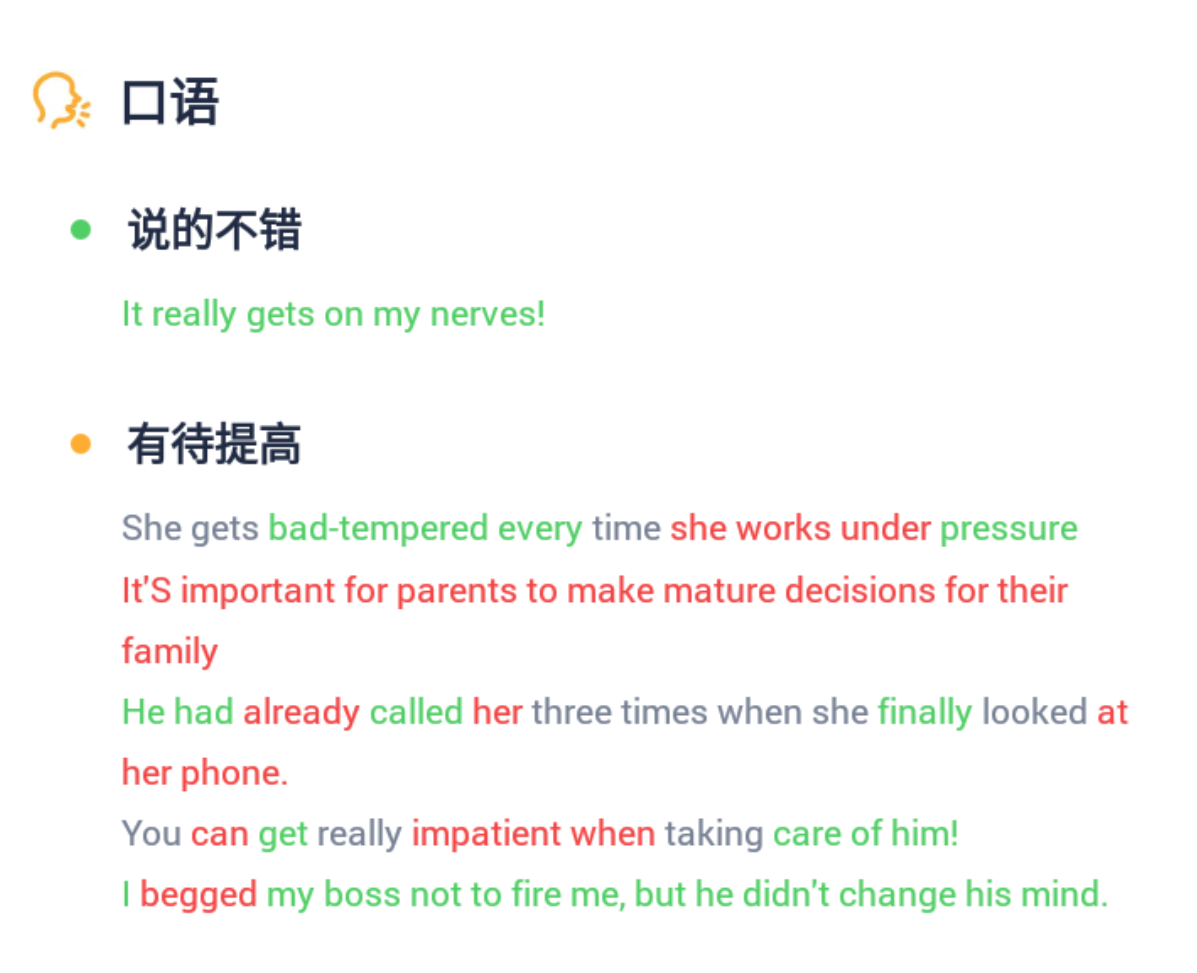 口语
说的不错
It really gets on my nerves!
有待提高
She gets bad-tempered every time she works under pressure
It'S important for parents to make mature decisions for their
family
He had already called her three times when she finally looked at
her phone.
You can get really impatient when taking care of him!
I begged my boss not to fire me, but he didn't change his mind.